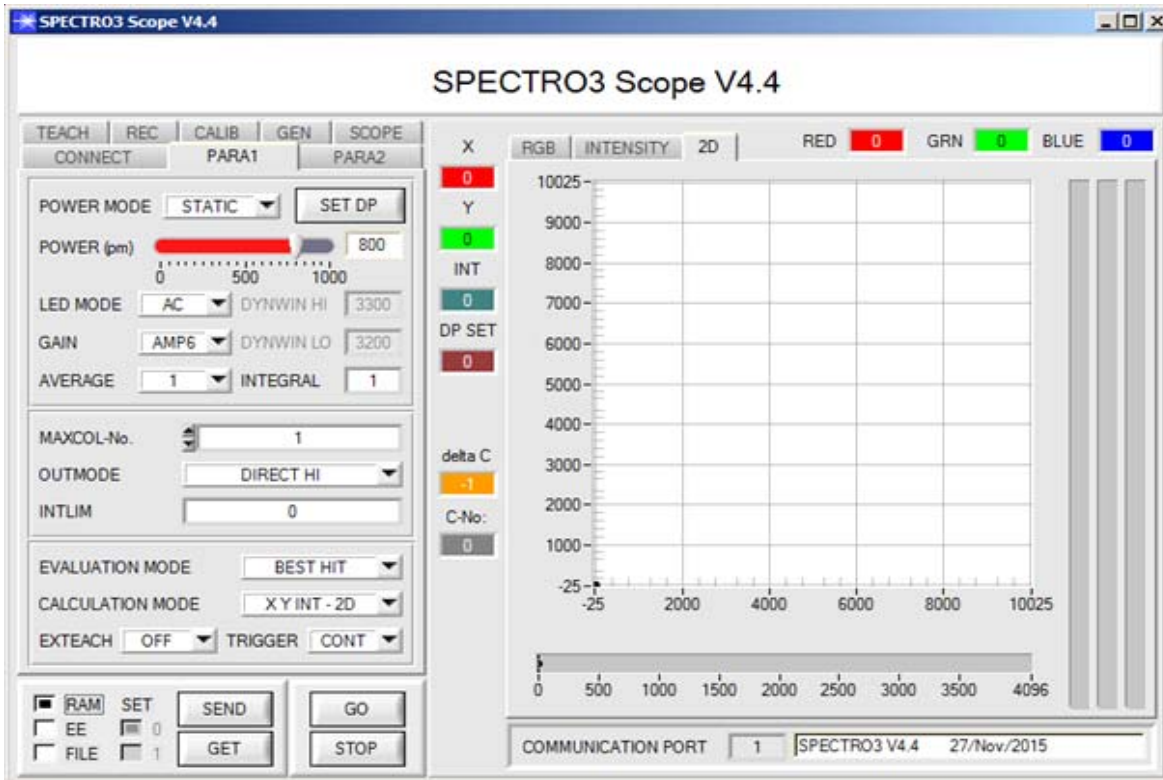 SPECTRO3 Scope V4.4
SPECTRO3 Scope V4.4
TEACH REC CALIB GEN SCOPE
CONNECT PARA1 PARA2
POWER MODE STATIC SET DP
POWER (pm) 800
0 500 1000
LED MODE AC DYNWIN HI 3300
GAIN AMP6 DYNWIN LO 3200
AVERAGE 1 INTEGRAL 1
MAXCOL-No. 1
OUTMODE DIRECT HI
INTLIM 0
EVALUATION MODE BEST HIT
CALCULATION MODE X Y INT - 2D
EXTEACH OFF TRIGGER CONT
RAM SET SEND GO
EE 0
FILE 1 GET STOP
X
0
Y
0
INT
0
DP SET
0
delta C
-1
C-No:
0
RGB INTENSITY 2D RED 0 GRN 0 BLUE 0
10025
9000
8000
7000
6000
5000
4000
3000
2000
1000
-25
-25 2000 4000 6000 8000 10025
0 500 1000 1500 2000 2500 3000 3500 4096
COMMUNICATION PORT 1 SPECTRO3 V4.4 27/Nov/2015